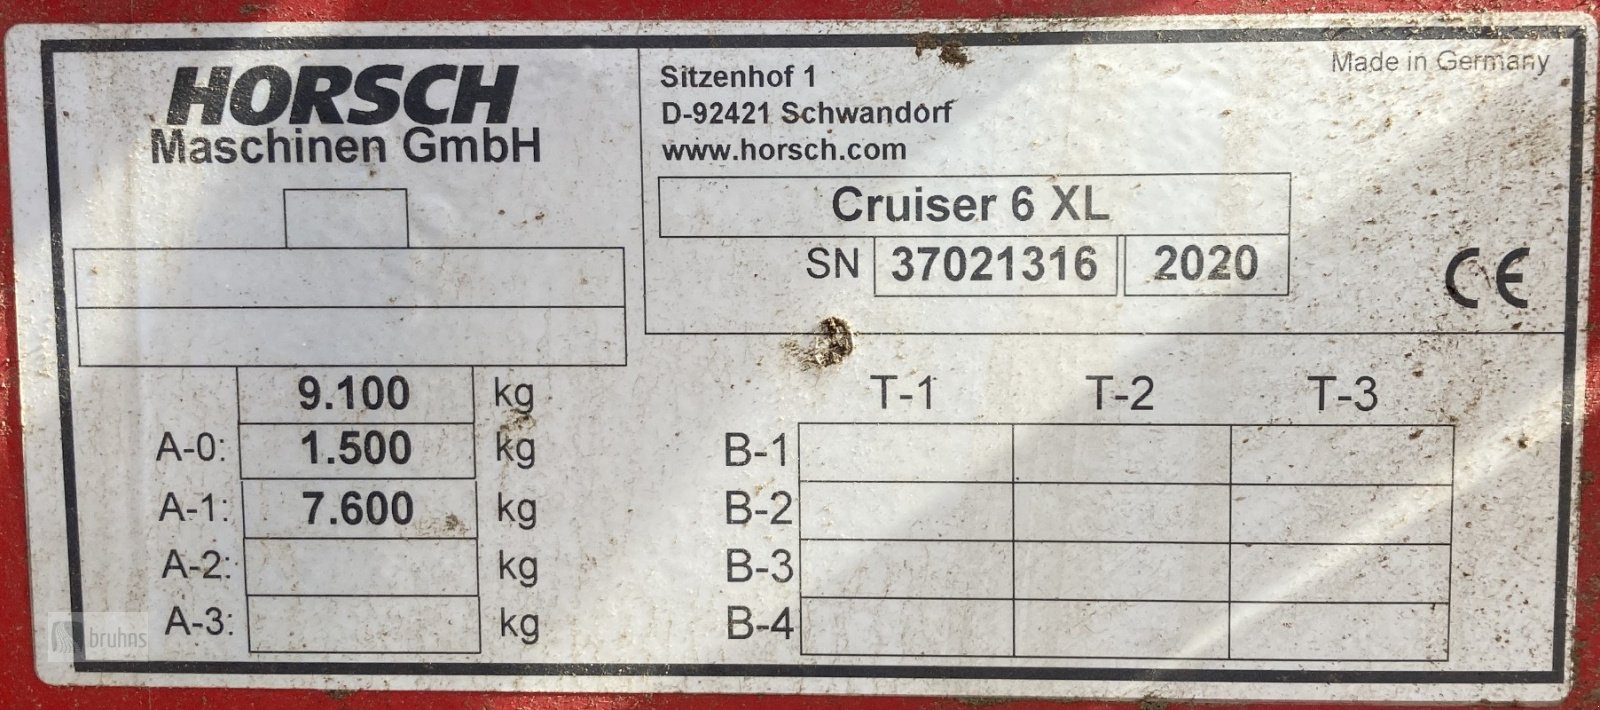 HORSCH
Maschinen GmbH
Sitzenhof 1
D-92421 Schwandorf
www.horsch.com
Made in Germany
Cruiser 6 XL
SN 37021316 2020
CE
9.100 kg
A-0: 1.500 kg
A-1: 7.600 kg
A-2: kg
A-3: kg
T-1 T-2 T-3
B-1
B-2
B-3
B-4
bruhns